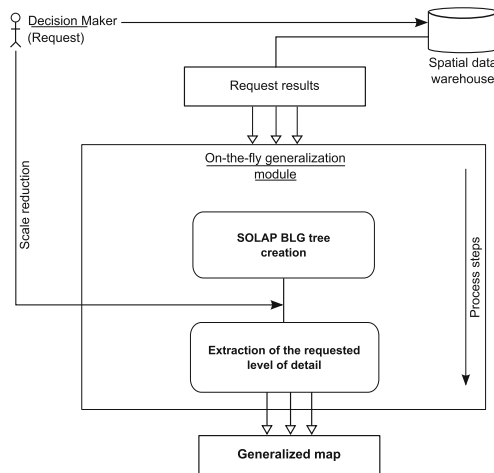 Decision Maker
(Request)
Spatial data
warehouse
Request results
On-the-fly generalization
module
Scale reduction
SOLAP BLG tree
creation
Process steps
Extraction of the requested
level of detail
Generalized map